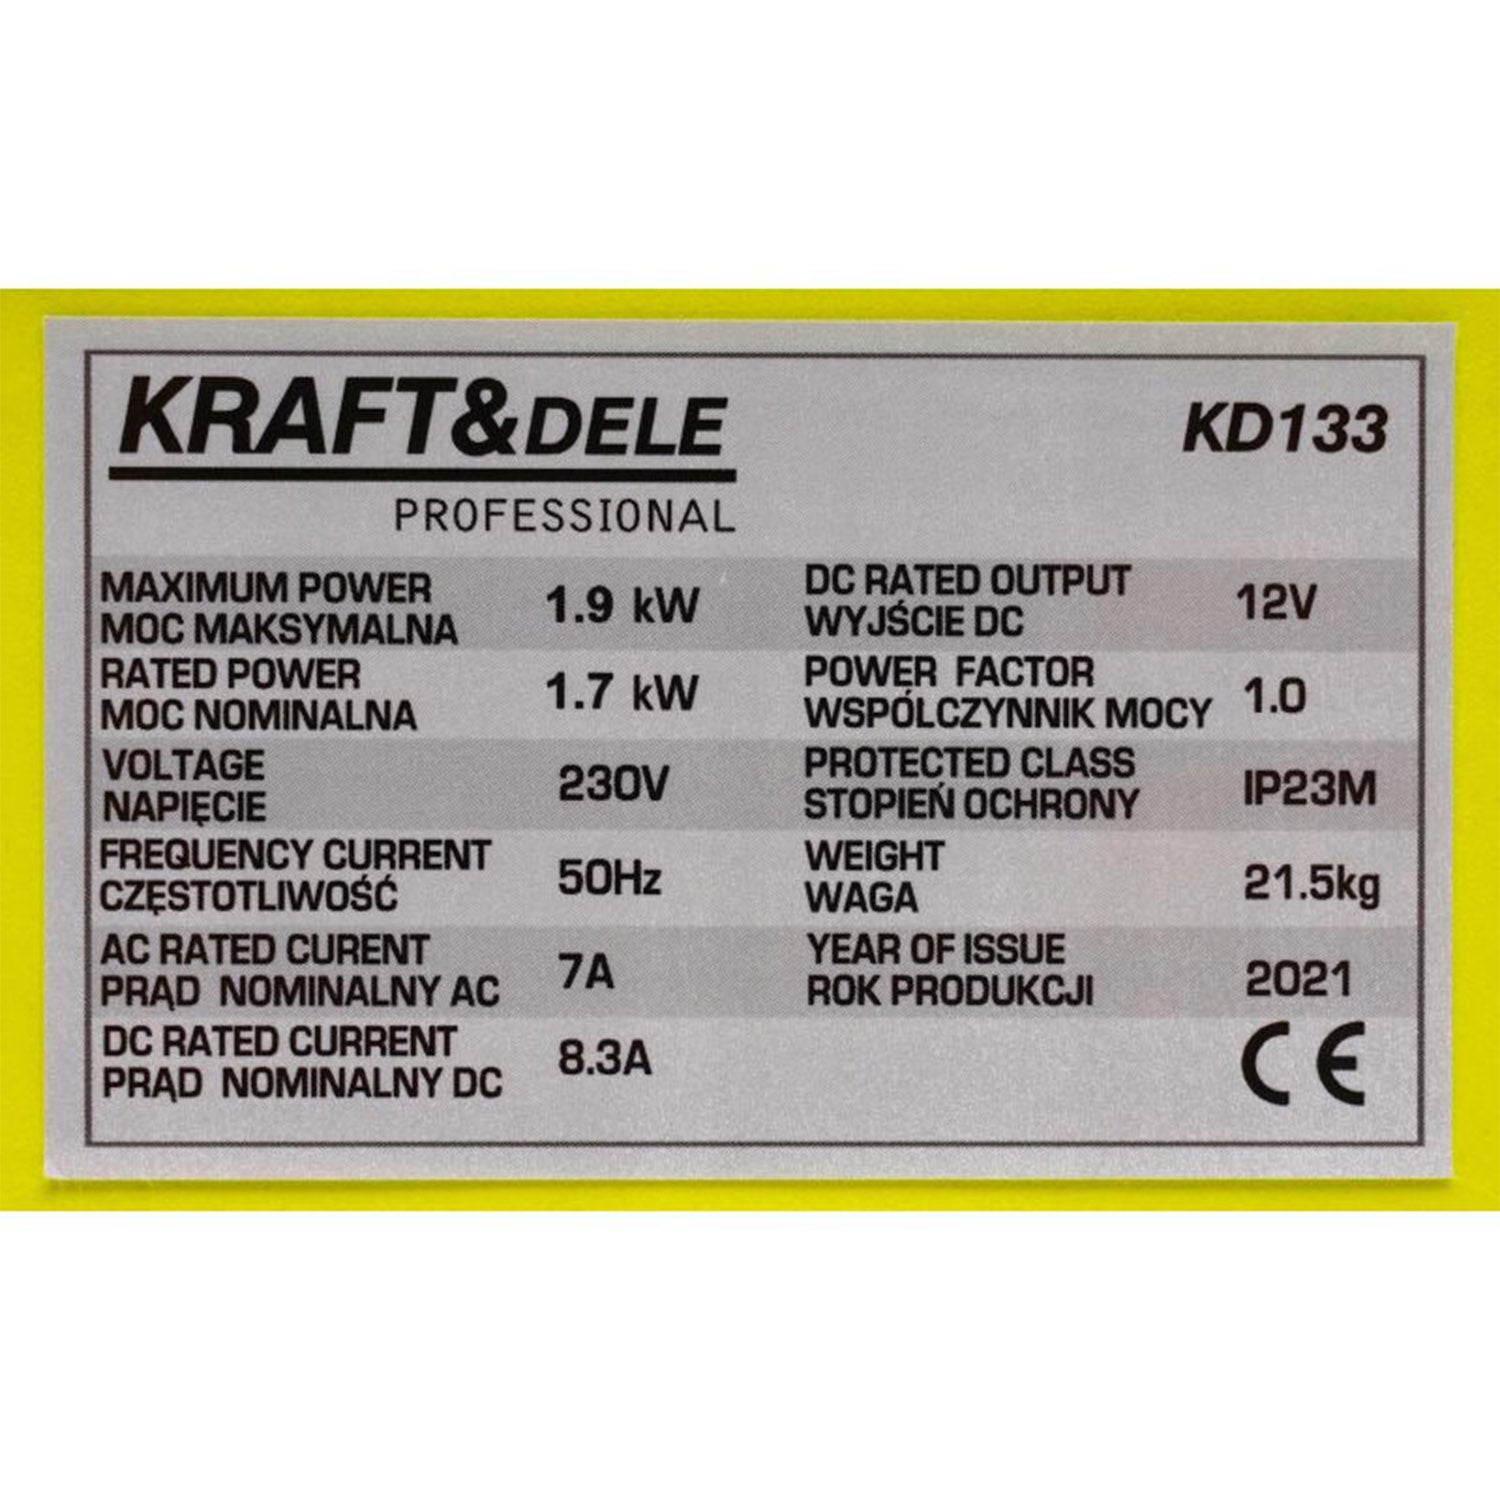 KRAFT&DELE
PROFESSIONAL
KD133
MAXIMUM POWER
MOC MAKSYMALNA
1.9 kW
RATED POWER
MOC NOMINALNA
1.7 kW
VOLTAGE
NAPIĘCIE
230V
FREQUENCY CURRENT
CZĘSTOTLIWOŚĆ
50Hz
AC RATED CURENT
PRĄD NOMINALNY AC
7A
DC RATED CURRENT
PRĄD NOMINALNY DC
8.3A
DC RATED OUTPUT
WYJŚCIE DC
12V
POWER FACTOR
WSPÓLCZYNNIK MOCY
1.0
PROTECTED CLASS
STOPIEŃ OCHRONY
IP23M
WEIGHT
WAGA
21.5kg
YEAR OF ISSUE
ROK PRODUKCJI
2021
CE